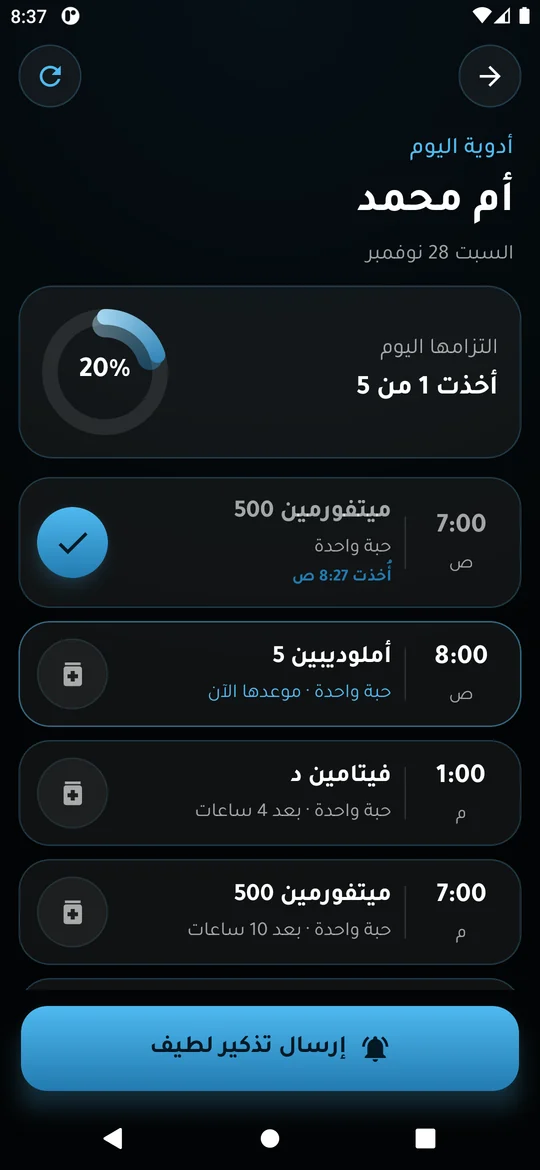 8:37
أدوية اليوم
أم محمد
السبت 28 نوفمبر
التزامها اليوم
أخذت 1 من 5
20%
7:00 ص
ميتفورمين 500
حبة واحدة
أُخذت 8:27 ص
8:00 ص
أملوديبين 5
حبة واحدة · موعدها الآن
1:00 م
فيتامين د
حبة واحدة · بعد 4 ساعات
7:00 م
ميتفورمين 500
حبة واحدة · بعد 10 ساعات
إرسال تذكير لطيف